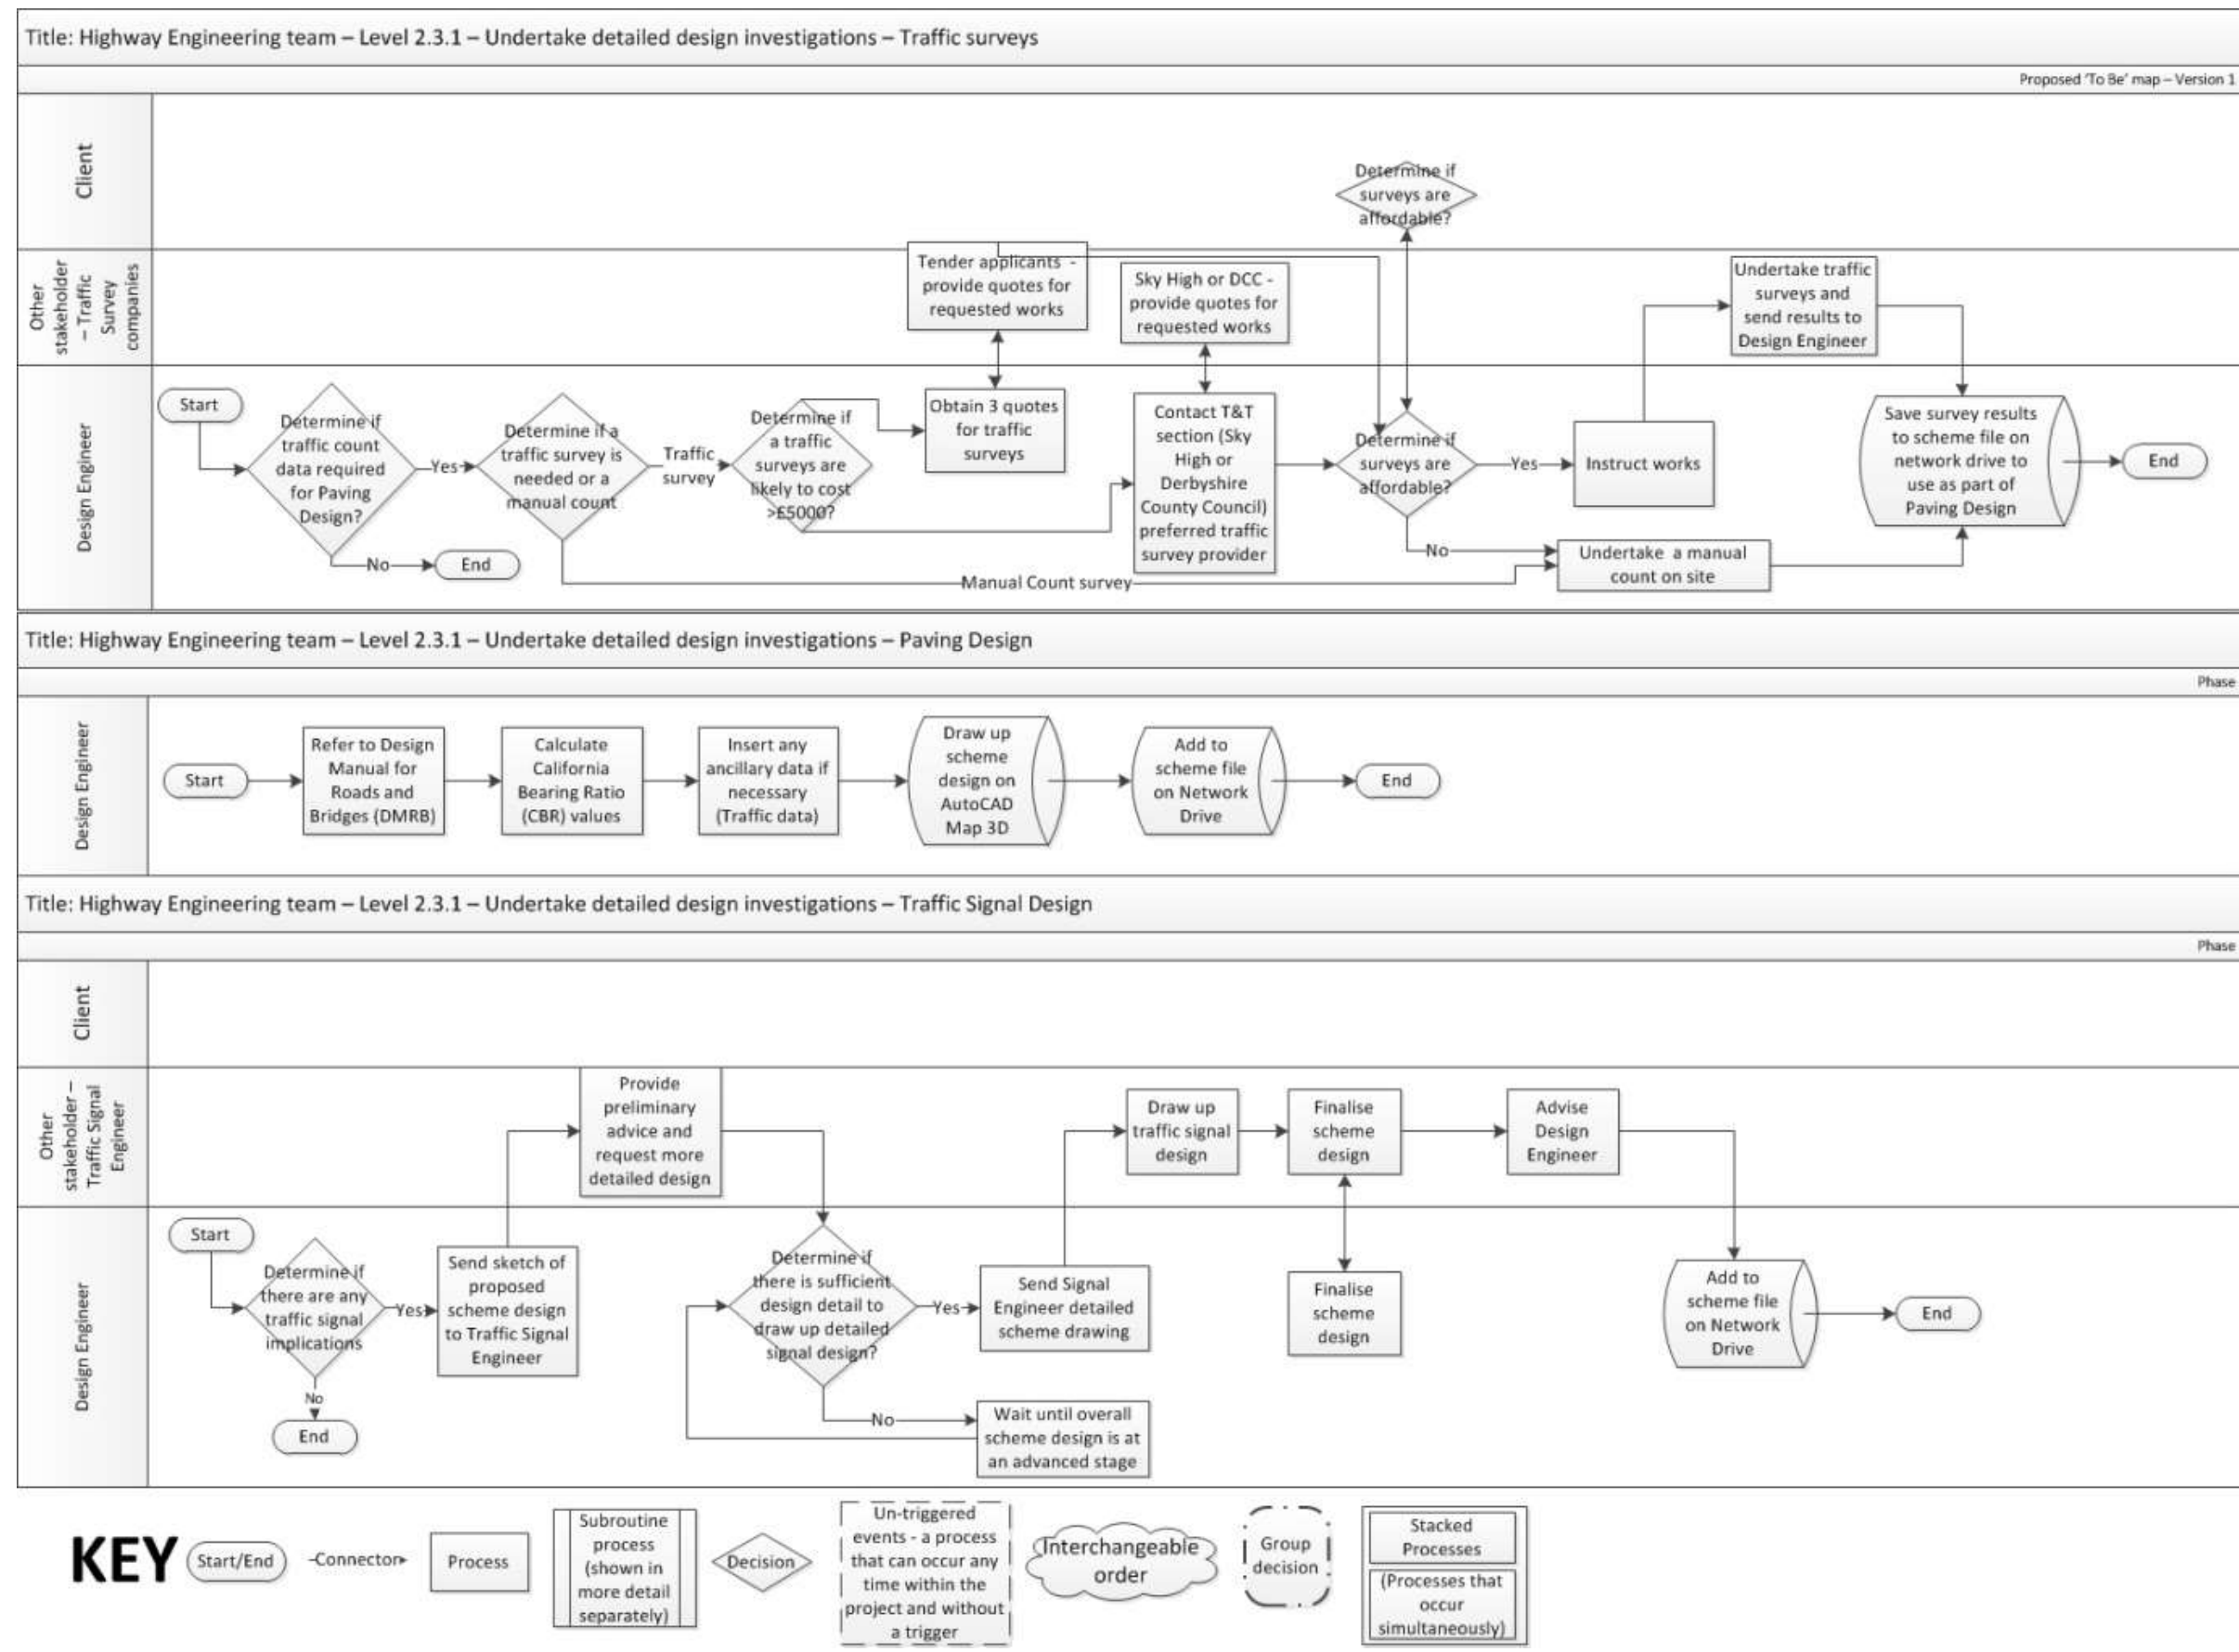 Title: Highway Engineering team – Level 2.3.1 – Undertake detailed design investigations – Traffic surveys
Proposed 'To Be' map – Version 1
Client
Determine if
surveys are
affordable?
Other
stakeholder
– Traffic
Survey
companies
Tender applicants -
provide quotes for
requested works
Sky High or DCC -
provide quotes for
requested works
Undertake traffic
surveys and
send results to
Design Engineer
Design Engineer
Start
Determine if
traffic count
data required
for Paving
Design?
No
End
Yes
Determine if a
traffic survey is
needed or a
manual count
Traffic
survey
Manual Count survey
Determine if
a traffic
surveys are
likely to cost
>£5000?
Obtain 3 quotes
for traffic
surveys
Contact T&T
section (Sky
High or
Derbyshire
County Council)
preferred traffic
survey provider
Determine if
surveys are
affordable?
Yes
No
Instruct works
Undertake a manual
count on site
Save survey results
to scheme file on
network drive to
use as part of
Paving Design
End
Title: Highway Engineering team – Level 2.3.1 – Undertake detailed design investigations – Paving Design
Phase
Design Engineer
Start
Refer to Design
Manual for
Roads and
Bridges (DMRB)
Calculate
California
Bearing Ratio
(CBR) values
Insert any
ancillary data if
necessary
(Traffic data)
Draw up
scheme
design on
AutoCAD
Map 3D
Add to
scheme file
on Network
Drive
End
Title: Highway Engineering team – Level 2.3.1 – Undertake detailed design investigations – Traffic Signal Design
Phase
Client
Other
stakeholder –
Traffic Signal
Engineer
Provide
preliminary
advice and
request more
detailed design
Draw up
traffic signal
design
Finalise
scheme
design
Advise
Design
Engineer
Design Engineer
Start
Determine if
there are any
traffic signal
implications
No
End
Yes
Send sketch of
proposed
scheme design
to Traffic Signal
Engineer
Determine if
there is sufficient
design detail to
draw up detailed
signal design?
Yes
No
Send Signal
Engineer detailed
scheme drawing
Wait until overall
scheme design is at
an advanced stage
Finalise
scheme
design
Add to
scheme file
on Network
Drive
End
KEY
Start/End
Connector
Process
Subroutine
process
(shown in
more detail
separately)
Decision
Un-triggered
events - a process
that can occur any
time within the
project and without
a trigger
Interchangeable
order
Group
decision
Stacked
Processes
(Processes that
occur
simultaneously)